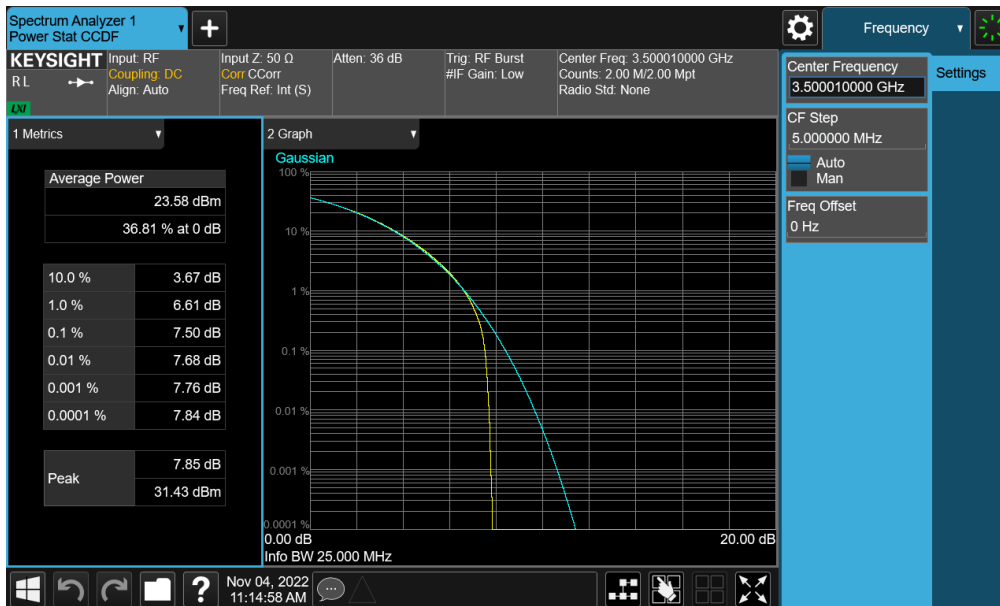 Spectrum Analyzer 1
Power Stat CCDF
+
Frequency
KEYSIGHT
R L
LXI
Input: RF
Coupling: DC
Align: Auto
Input Z: 50 Ω
Corr CCorr
Freq Ref: Int (S)
Atten: 36 dB
Trig: RF Burst
#IF Gain: Low
Center Freq: 3.500010000 GHz
Counts: 2.00 M/2.00 Mpt
Radio Std: None
Center Frequency
3.500010000 GHz
Settings
CF Step
5.000000 MHz
Auto
Man
Freq Offset
0 Hz
1 Metrics
Average Power
23.58 dBm
36.81 % at 0 dB
10.0 % 3.67 dB
1.0 % 6.61 dB
0.1 % 7.50 dB
0.01 % 7.68 dB
0.001 % 7.76 dB
0.0001 % 7.84 dB
Peak 7.85 dB
31.43 dBm
2 Graph
Gaussian
100 %
10 %
1 %
0.1 %
0.01 %
0.001 %
0.0001 %
0.00 dB 20.00 dB
Info BW 25.000 MHz
?
Nov 04, 2022
11:14:58 AM